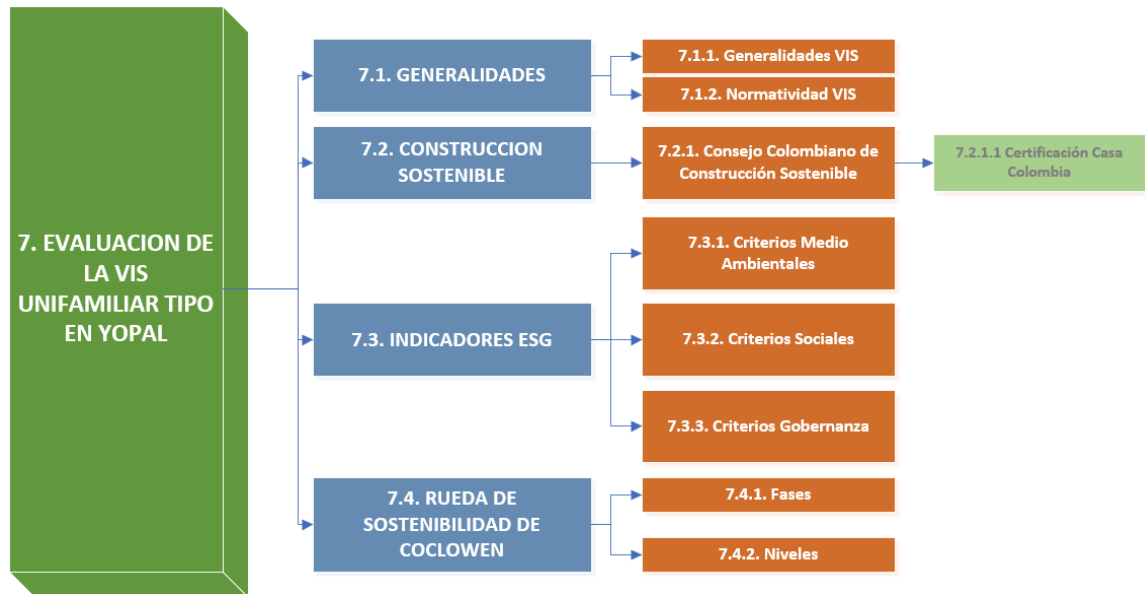 7. EVALUACION DE
LA VIS
UNIFAMILIAR TIPO
EN YOPAL
7.1. GENERALIDADES
7.1.1. Generalidades VIS
7.1.2. Normatividad VIS
7.2. CONSTRUCCION
SOSTENIBLE
7.2.1. Consejo Colombiano de
Construcción Sostenible
7.2.1.1 Certificación Casa
Colombia
7.3. INDICADORES ESG
7.3.1. Criterios Medio
Ambientales
7.3.2. Criterios Sociales
7.3.3. Criterios Gobernanza
7.4. RUEDA DE
SOSTENIBILIDAD DE
COCLOWEN
7.4.1. Fases
7.4.2. Niveles